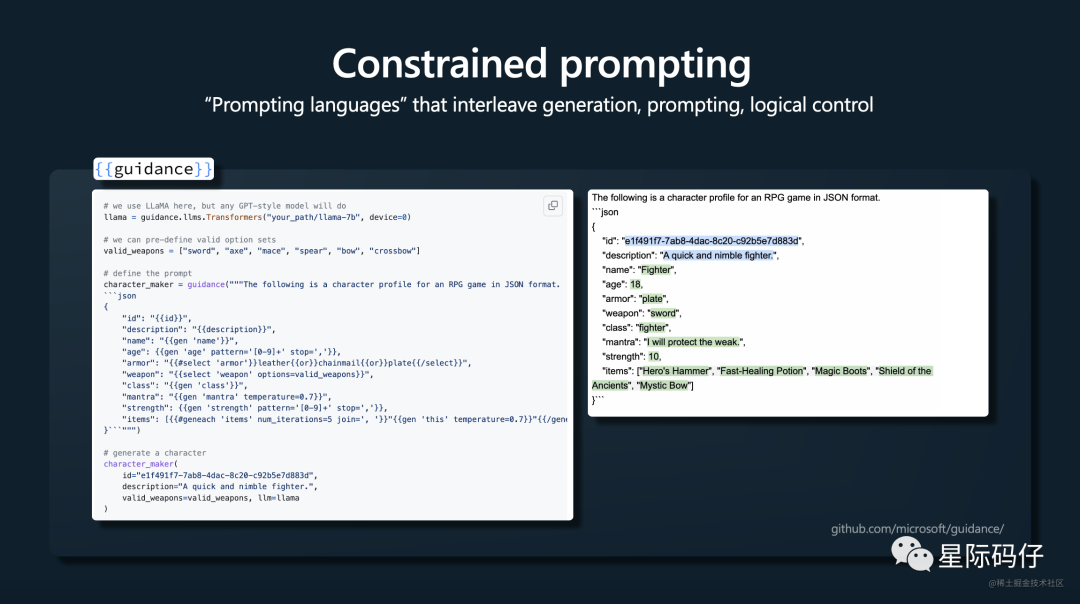 Constrained prompting
“Prompting languages” that interleave generation, prompting, logical control
{{guidance}}
# we use LLaMA here, but any GPT-style model will do
llama = guidance.llms.Transformers("your_path/llama-7b", device=0)
# we can pre-define valid option sets
valid_weapons = ["sword", "axe", "mace", "spear", "bow", "crossbow"]
# define the prompt
character_maker = guidance("""The following is a character profile for an RPG game in JSON format.
```json
{
    "id": "{{id}}",
    "description": "{{description}}",
    "name": "{{gen 'name'}}",
    "age": {{gen 'age' pattern='[0-9]+' stop=','}},
    "armor": "{{#select 'armor'}}leather{{or}}chainmail{{or}}plate{{/select}}",
    "weapon": "{{select 'weapon' options=valid_weapons}}",
    "class": "{{gen 'class'}}",
    "mantra": "{{gen 'mantra' temperature=0.7}}",
    "strength": {{gen 'strength' pattern='[0-9]+' stop=','}},
    "items": [{{#geneach 'items' num_iterations=5 join=', '}}"{{gen 'this' temperature=0.7}}"{{/gene
}```""")
# generate a character
character_maker(
    id="e1f491f7-7ab8-4dac-8c20-c92b5e7d883d",
    description="A quick and nimble fighter.",
    valid_weapons=valid_weapons, llm=llama
)
The following is a character profile for an RPG game in JSON format.
```json
{
    "id": "e1f491f7-7ab8-4dac-8c20-c92b5e7d883d",
    "description": "A quick and nimble fighter.",
    "name": "Fighter",
    "age": 18,
    "armor": "plate",
    "weapon": "sword",
    "class": "fighter",
    "mantra": "I will protect the weak.",
    "strength": 10,
    "items": ["Hero's Hammer", "Fast-Healing Potion", "Magic Boots", "Shield of the
Ancients", "Mystic Bow"]
}```
github.com/microsoft/guidance/
星际码仔
@稀土掘金技术社区